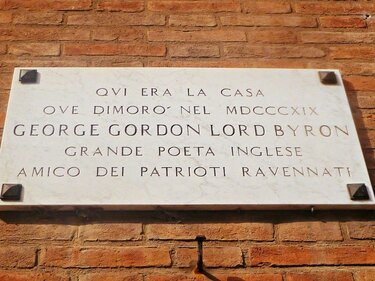 QVI ERA LA CASA
OVE DIMORO' NEL MDCCCXIX
GEORGE GORDON LORD BYRON
GRANDE POETA INGLESE
AMICO DEI PATRIOTI RAVENNATI